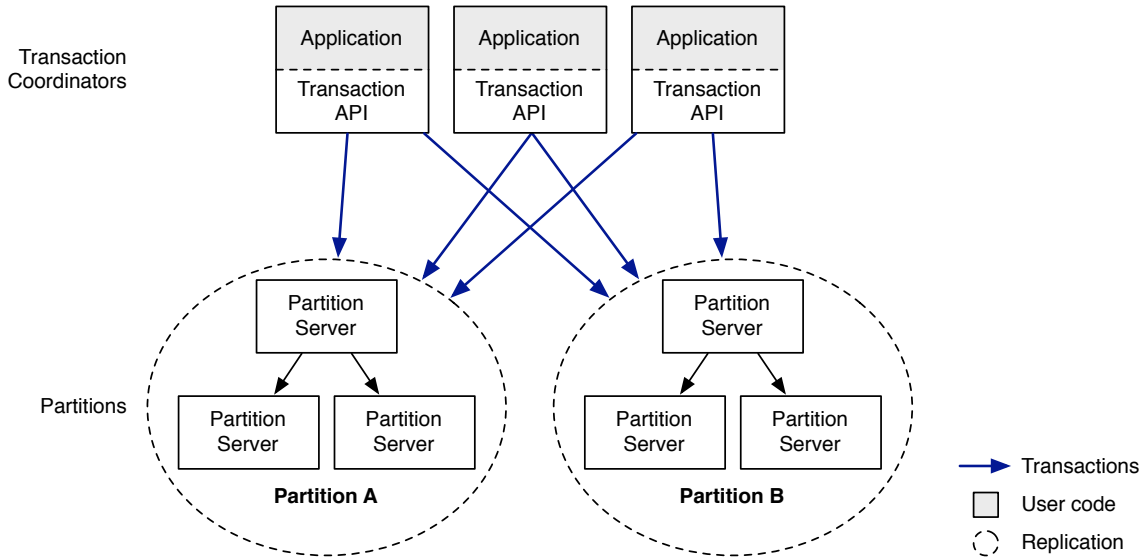 Transaction
Coordinators
Application
Transaction
API
Application
Transaction
API
Application
Transaction
API
Partitions
Partition
Server
Partition
Server
Partition
Server
Partition A
Partition
Server
Partition
Server
Partition
Server
Partition B
Transactions
User code
Replication